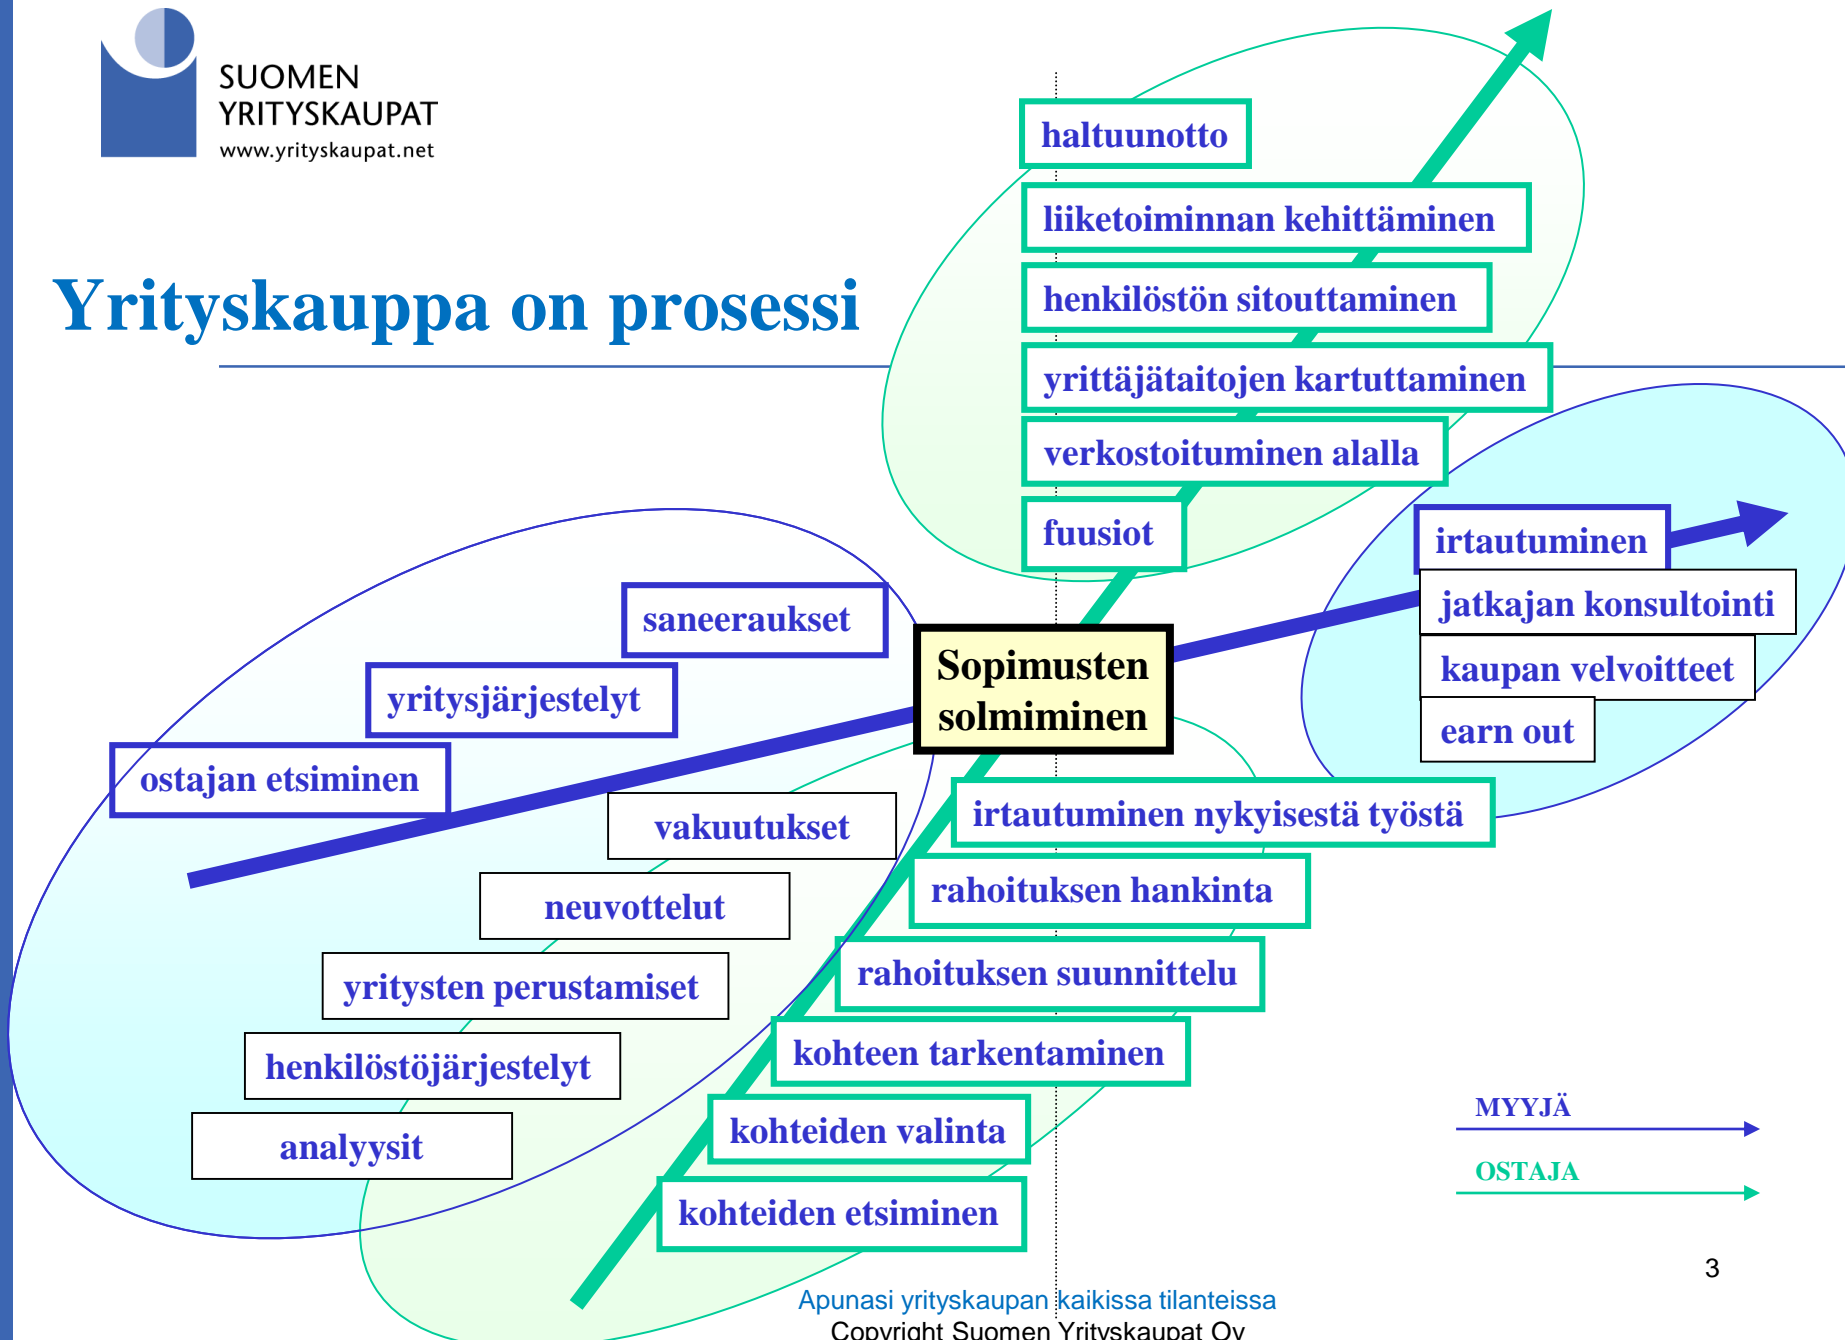 SUOMEN
YRITYSKAUPAT
www.yrityskaupat.net
Yrityskauppa on prosessi
haltuunotto
liiketoiminnan kehittäminen
henkilöstön sitouttaminen
yrittäjätaitojen kartuttaminen
verkostoituminen alalla
fuusiot
irtautuminen
jatkajan konsultointi
kaupan velvoitteet
earn out
saneeraukset
yritysjärjestelyt
ostajan etsiminen
Sopimusten
solmiminen
vakuutukset
neuvottelut
yritysten perustamiset
henkilöstöjärjestelyt
analyysit
irtautuminen nykyisestä työstä
rahoituksen hankinta
rahoituksen suunnittelu
kohteen tarkentaminen
kohteiden valinta
kohteiden etsiminen
MYYJÄ
OSTAJA
3
Apunasi yrityskaupan kaikissa tilanteissa
Copyright Suomen Yrityskaupat Oy